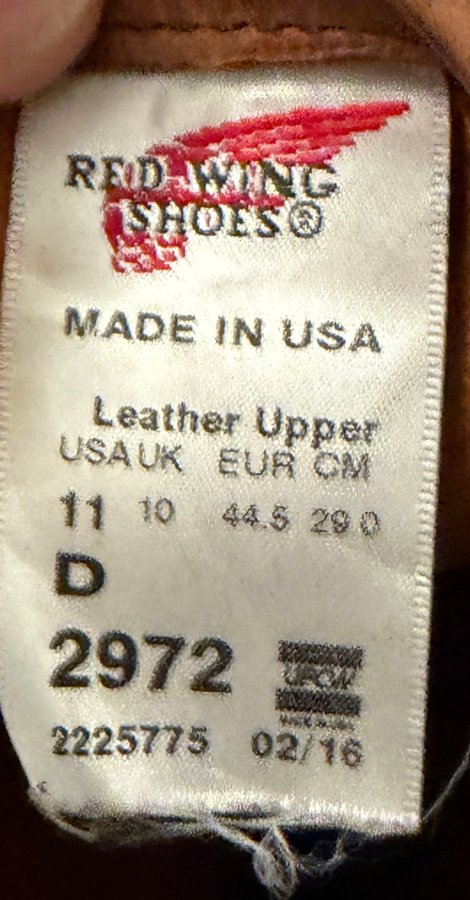 RED WING
SHOES®
MADE IN USA
Leather Upper
USA UK EUR CM
11 10 44.5 29.0
D
2972
UFCW
2225775 02/16